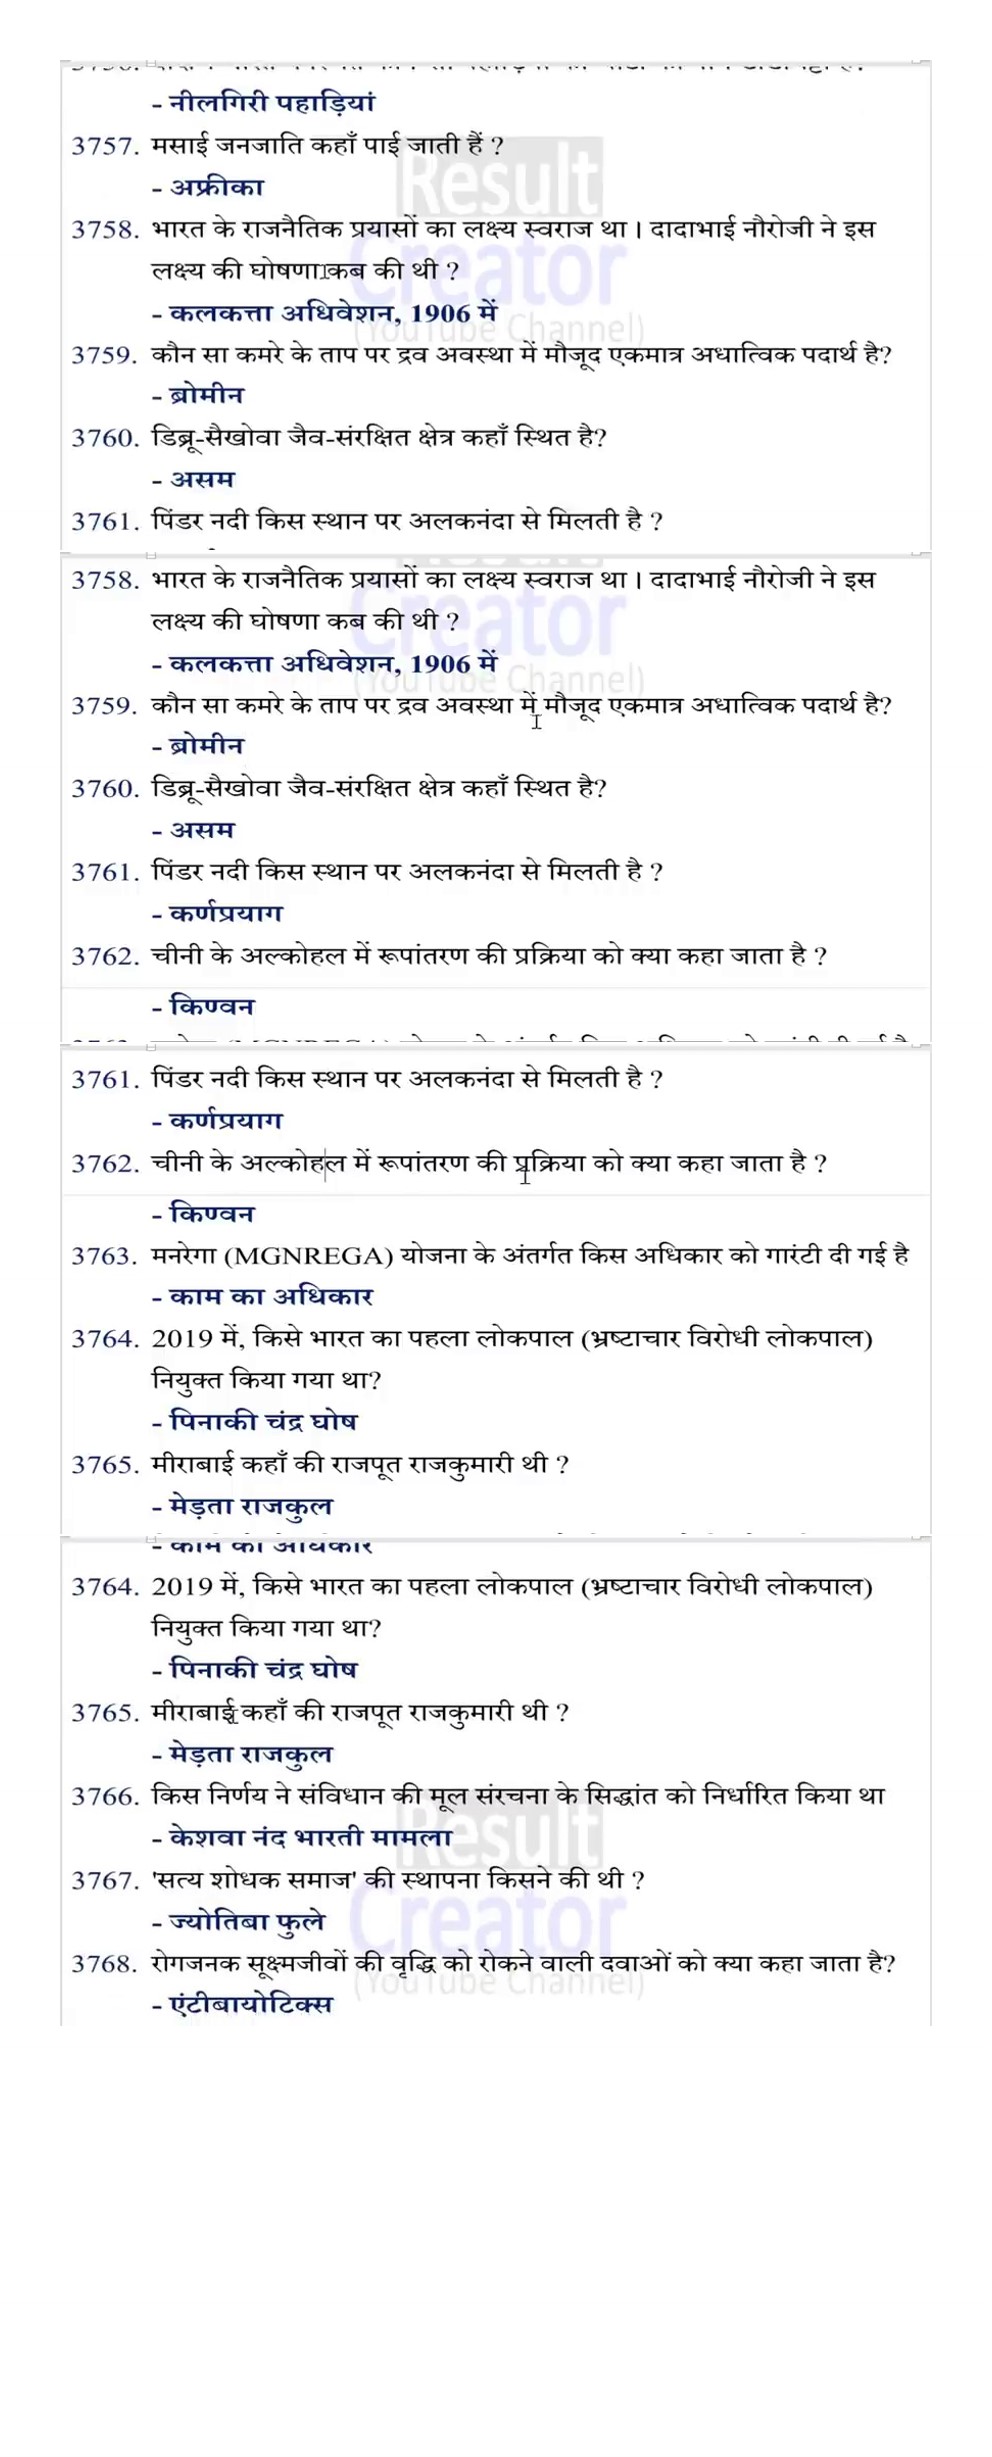 - नीलगिरी पहाड़ियां
3757. मसाई जनजाति कहाँ पाई जाती हैं ?
- अफ्रीका
3758. भारत के राजनैतिक प्रयासों का लक्ष्य स्वराज था। दादाभाई नौरोजी ने इस
लक्ष्य की घोषणा कब की थी ?
- कलकत्ता अधिवेशन, 1906 में
3759. कौन सा कमरे के ताप पर द्रव अवस्था में मौजूद एकमात्र अधात्विक पदार्थ है?
- ब्रोमीन
3760. डिब्रू-सैखोवा जैव-संरक्षित क्षेत्र कहाँ स्थित है?
- असम
3761. पिंडर नदी किस स्थान पर अलकनंदा से मिलती है ?
3758. भारत के राजनैतिक प्रयासों का लक्ष्य स्वराज था। दादाभाई नौरोजी ने इस
लक्ष्य की घोषणा कब की थी ?
- कलकत्ता अधिवेशन, 1906 में
3759. कौन सा कमरे के ताप पर द्रव अवस्था में मौजूद एकमात्र अधात्विक पदार्थ है?
- ब्रोमीन
3760. डिब्रू-सैखोवा जैव-संरक्षित क्षेत्र कहाँ स्थित है?
- असम
3761. पिंडर नदी किस स्थान पर अलकनंदा से मिलती है ?
- कर्णप्रयाग
3762. चीनी के अल्कोहल में रूपांतरण की प्रक्रिया को क्या कहा जाता है ?
- किण्वन
3761. पिंडर नदी किस स्थान पर अलकनंदा से मिलती है ?
- कर्णप्रयाग
3762. चीनी के अल्कोहल में रूपांतरण की प्रक्रिया को क्या कहा जाता है ?
- किण्वन
3763. मनरेगा (MGNREGA) योजना के अंतर्गत किस अधिकार को गारंटी दी गई है
- काम का अधिकार
3764. 2019 में, किसे भारत का पहला लोकपाल (भ्रष्टाचार विरोधी लोकपाल)
नियुक्त किया गया था?
- पिनाकी चंद्र घोष
3765. मीराबाई कहाँ की राजपूत राजकुमारी थी ?
- मेड़ता राजकुल
- काम का अधिकार
3764. 2019 में, किसे भारत का पहला लोकपाल (भ्रष्टाचार विरोधी लोकपाल)
नियुक्त किया गया था?
- पिनाकी चंद्र घोष
3765. मीराबाई कहाँ की राजपूत राजकुमारी थी ?
- मेड़ता राजकुल
3766. किस निर्णय ने संविधान की मूल संरचना के सिद्धांत को निर्धारित किया था
- केशवा नंद भारती मामला
3767. 'सत्य शोधक समाज' की स्थापना किसने की थी ?
- ज्योतिबा फुले
3768. रोगजनक सूक्ष्मजीवों की वृद्धि को रोकने वाली दवाओं को क्या कहा जाता है?
- एंटीबायोटिक्स
Result
Creator
(YouTube Channel)
Creator
(YouTube Channel)
Result
Creator
(YouTube Channel)